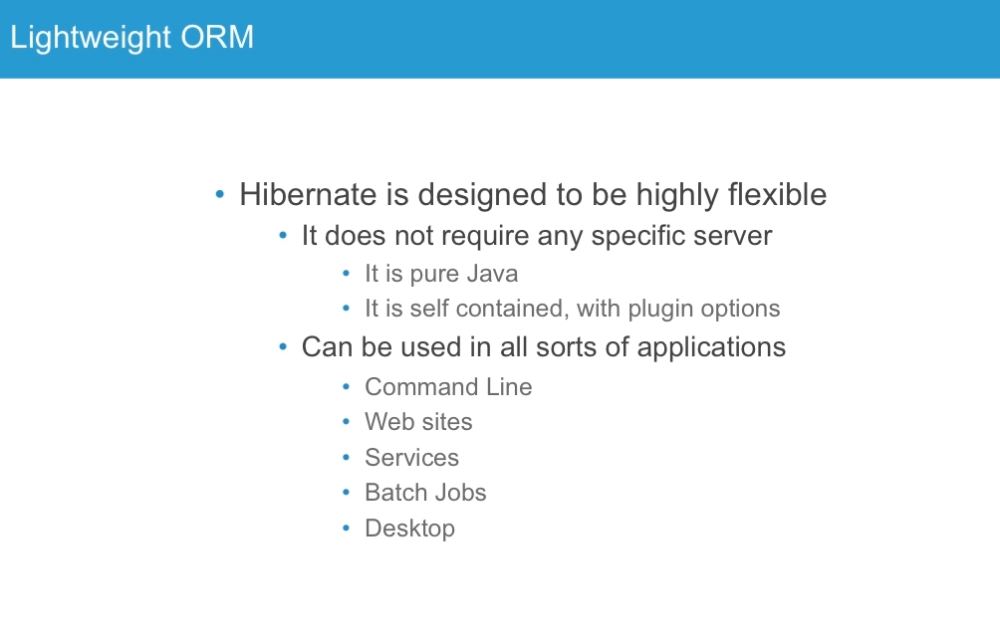 Lightweight ORM
• Hibernate is designed to be highly flexible
• It does not require any specific server
• It is pure Java
• It is self contained, with plugin options
• Can be used in all sorts of applications
• Command Line
• Web sites
• Services
• Batch Jobs
• Desktop